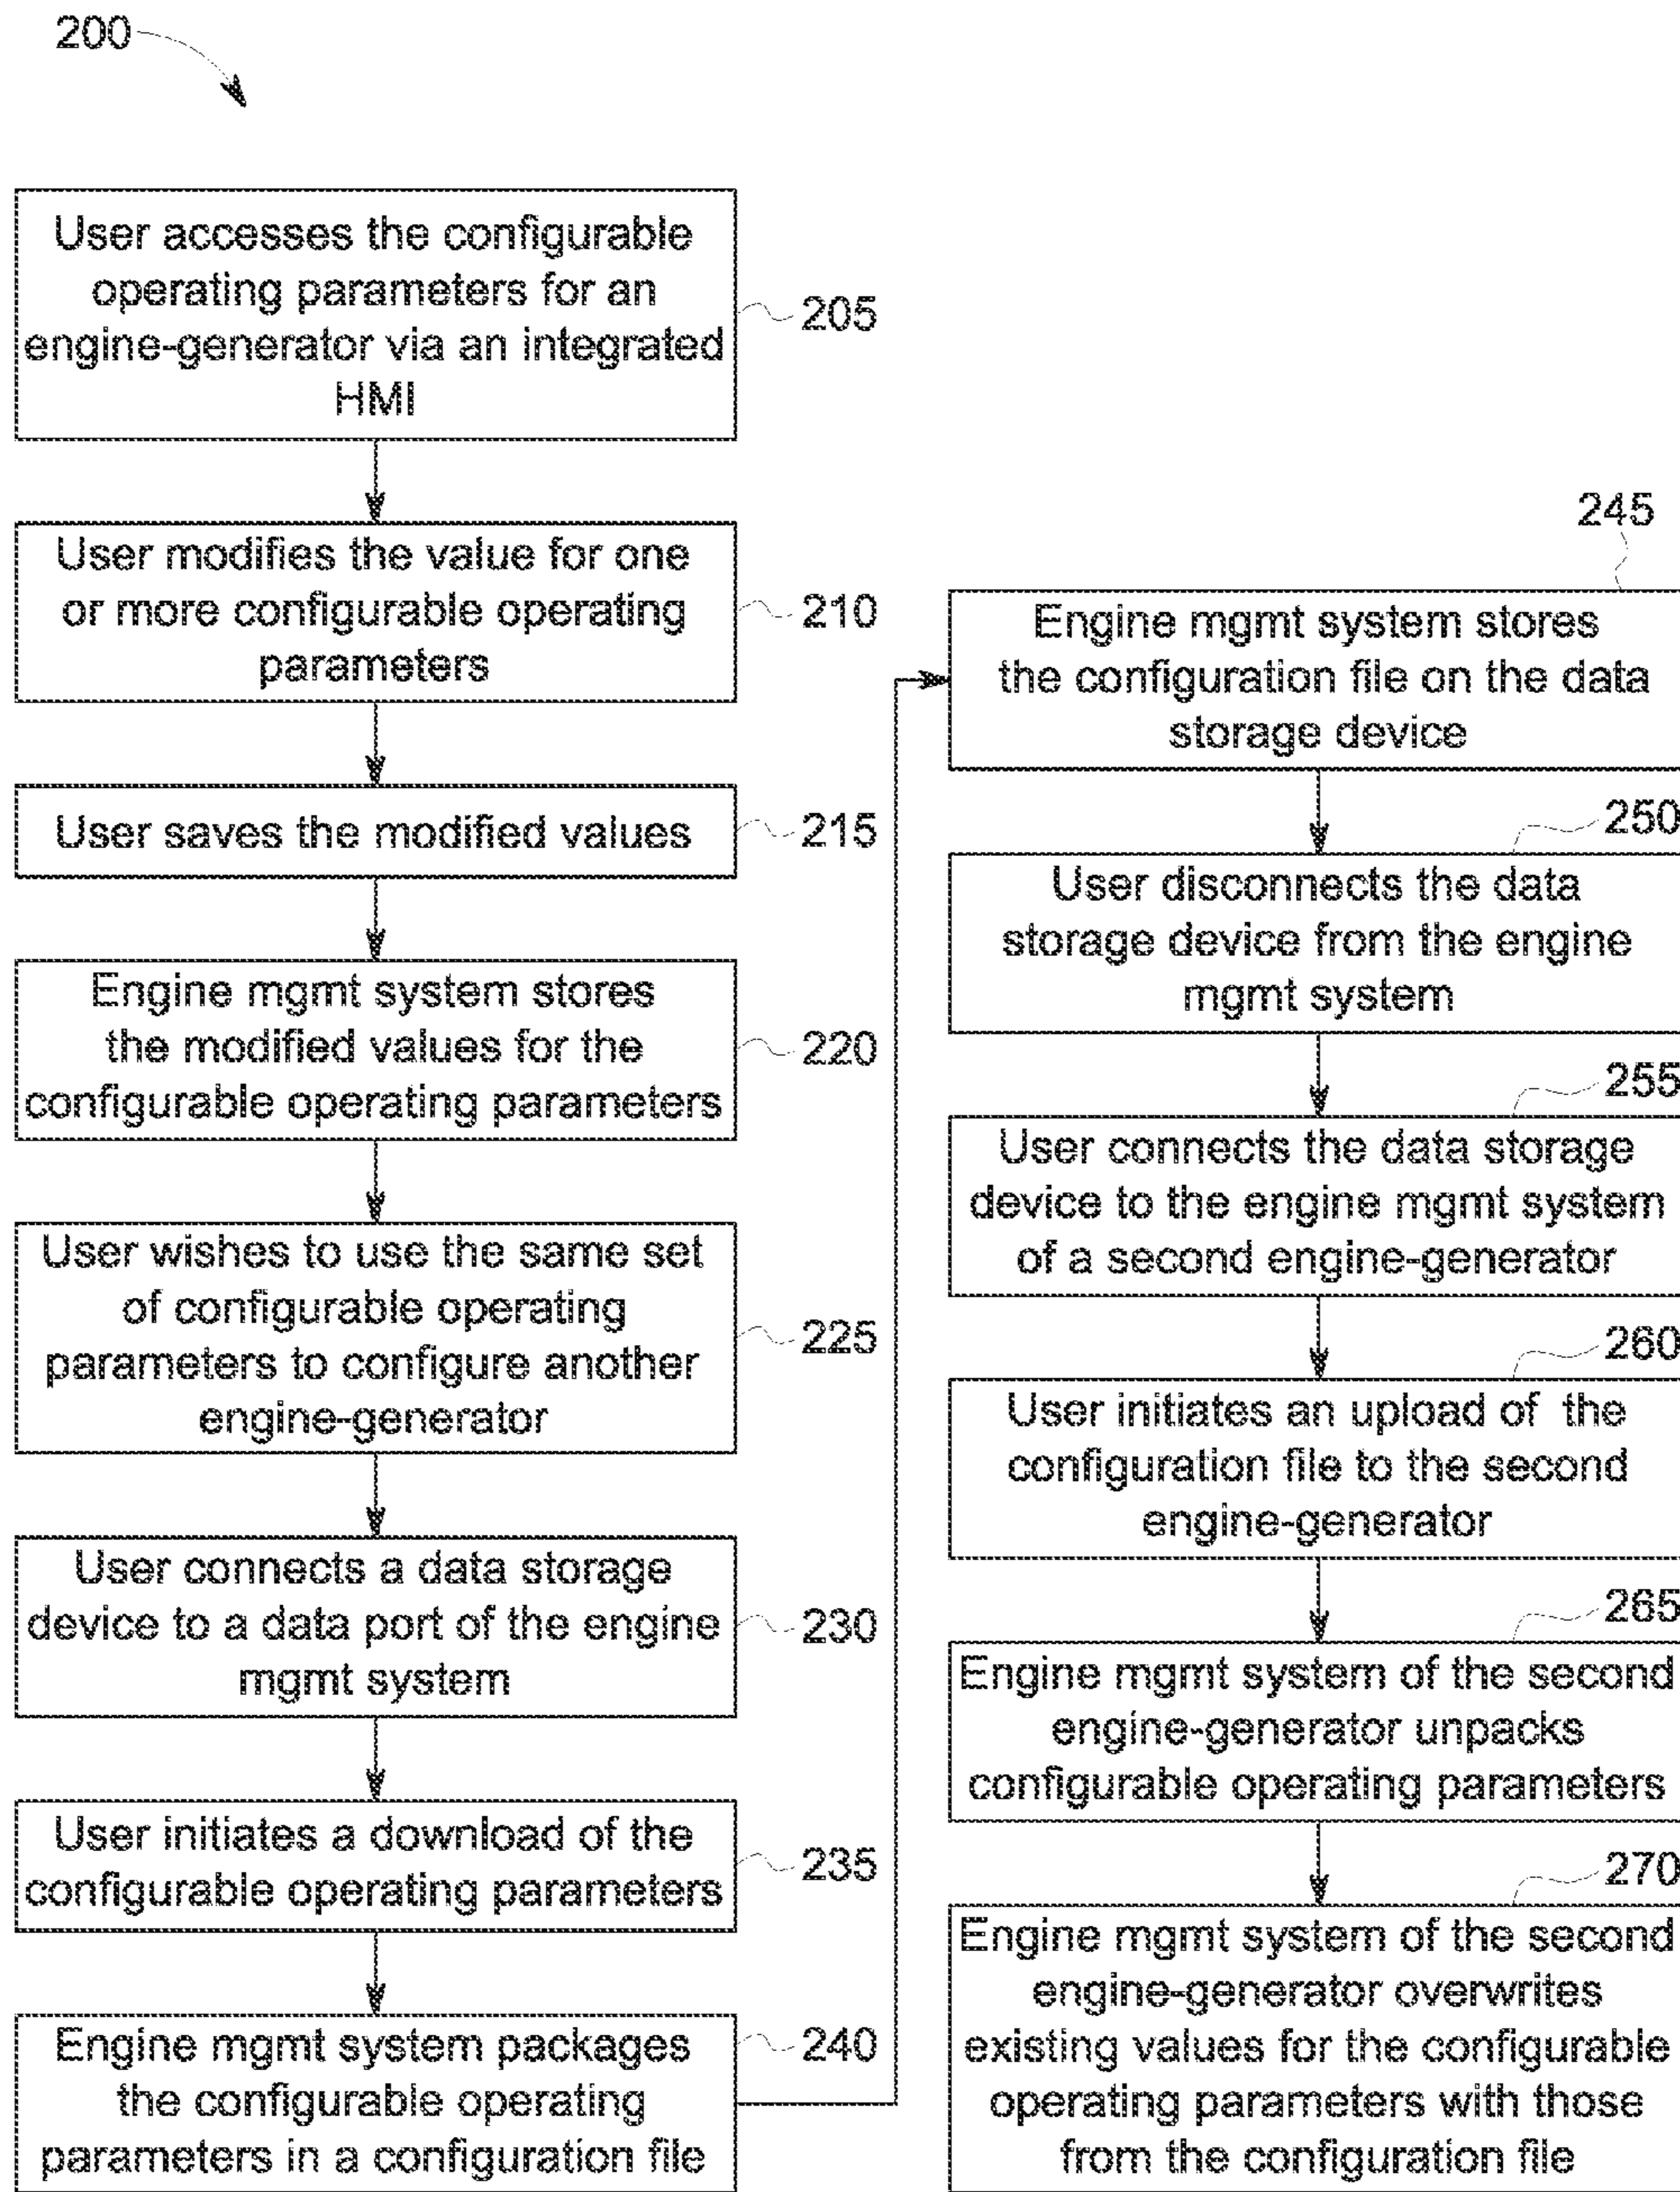 200
User accesses the configurable
operating parameters for an
engine-generator via an integrated
HMI
205
User modifies the value for one
or more configurable operating
parameters
210
User saves the modified values
215
Engine mgmt system stores
the modified values for the
configurable operating parameters
220
User wishes to use the same set
of configurable operating
parameters to configure another
engine-generator
225
User connects a data storage
device to a data port of the engine
mgmt system
230
User initiates a download of the
configurable operating parameters
235
Engine mgmt system packages
the configurable operating
parameters in a configuration file
240
245
Engine mgmt system stores
the configuration file on the data
storage device
250
User disconnects the data
storage device from the engine
mgmt system
255
User connects the data storage
device to the engine mgmt system
of a second engine-generator
260
User initiates an upload of the
configuration file to the second
engine-generator
265
Engine mgmt system of the second
engine-generator unpacks
configurable operating parameters
270
Engine mgmt system of the second
engine-generator overwrites
existing values for the configurable
operating parameters with those
from the configuration file